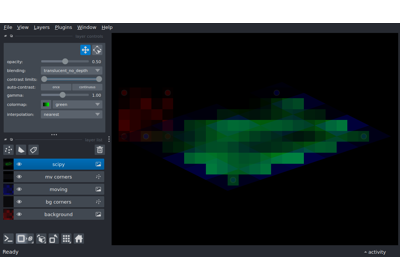 File View Layers Plugins Window Help
opacity: 0.50
blending: translucent_no_depth
contrast limits:
auto-contrast: once continuous
gamma: 1.00
colormap: green
interpolation: nearest
scipy
mv corners
moving
bg corners
background
Ready activity